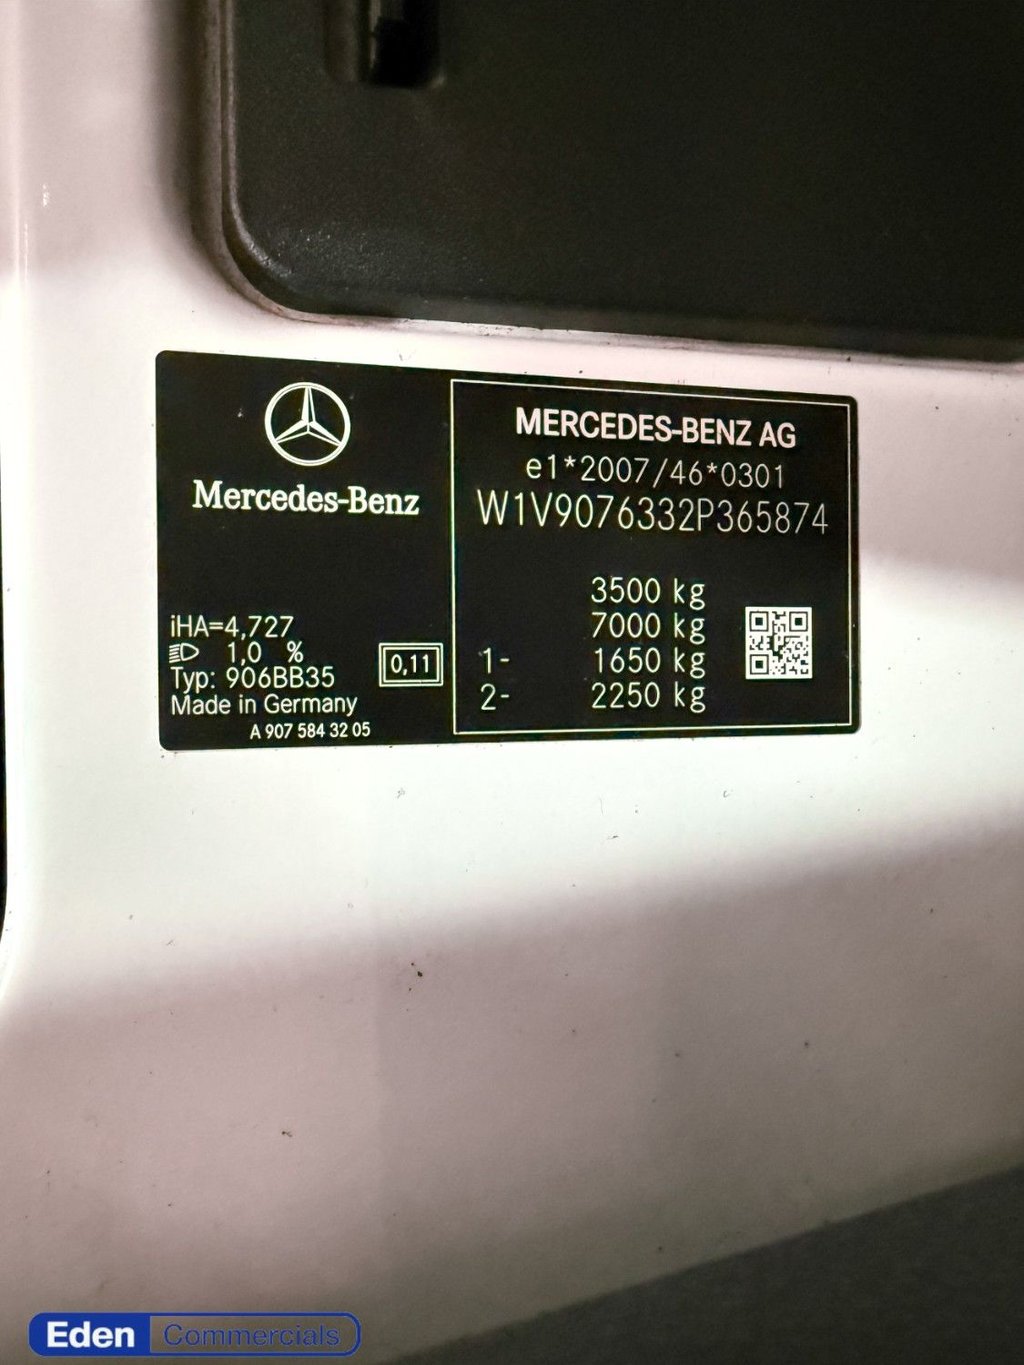 Mercedes-Benz
iHA=4,727
1,0 %
Typ: 906BB35
Made in Germany
A 907 584 32 05
0,11
MERCEDES-BENZ AG
e1*2007/46*0301
W1V9076332P365874
3500 kg
7000 kg
1- 1650 kg
2- 2250 kg
Eden Commercials